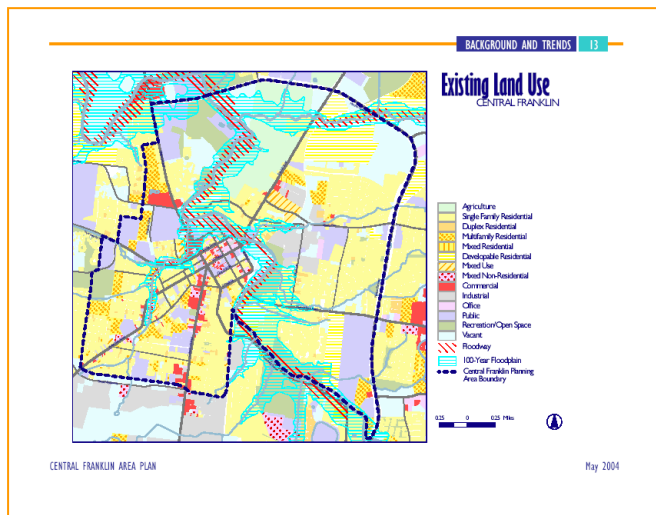 BACKGROUND AND TRENDS 13
Existing Land Use
CENTRAL FRANKLIN
Agriculture
Single Family Residential
Duplex Residential
Multifamily Residential
Mixed Residential
Developable Residential
Mixed Use
Mixed Non-Residential
Commercial
Industrial
Office
Public
Recreation/Open Space
Vacant
Floodway
100-Year Floodplain
Central Franklin Planning
Area Boundary
0.25 0 0.25 Miles
CENTRAL FRANKLIN AREA PLAN
May 2004